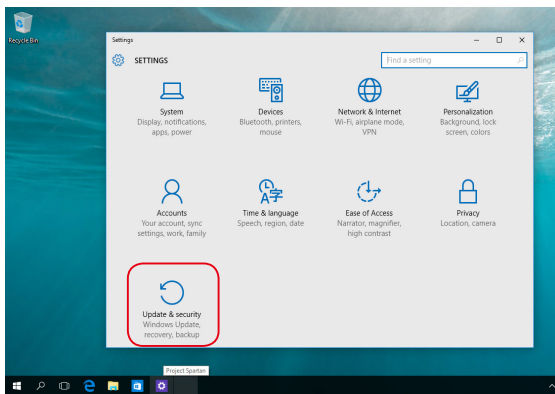 Recycle Bin
Settings
SETTINGS
Find a setting
System
Display, notifications,
apps, power
Devices
Bluetooth, printers,
mouse
Network & Internet
Wi-Fi, airplane mode,
VPN
Personalization
Background, lock
screen, colors
Accounts
Your account, sync
settings, work, family
Time & language
Speech, region, date
Ease of Access
Narrator, magnifier,
high contrast
Privacy
Location, camera
Update & security
Windows Update,
recovery, backup
Project Spartan